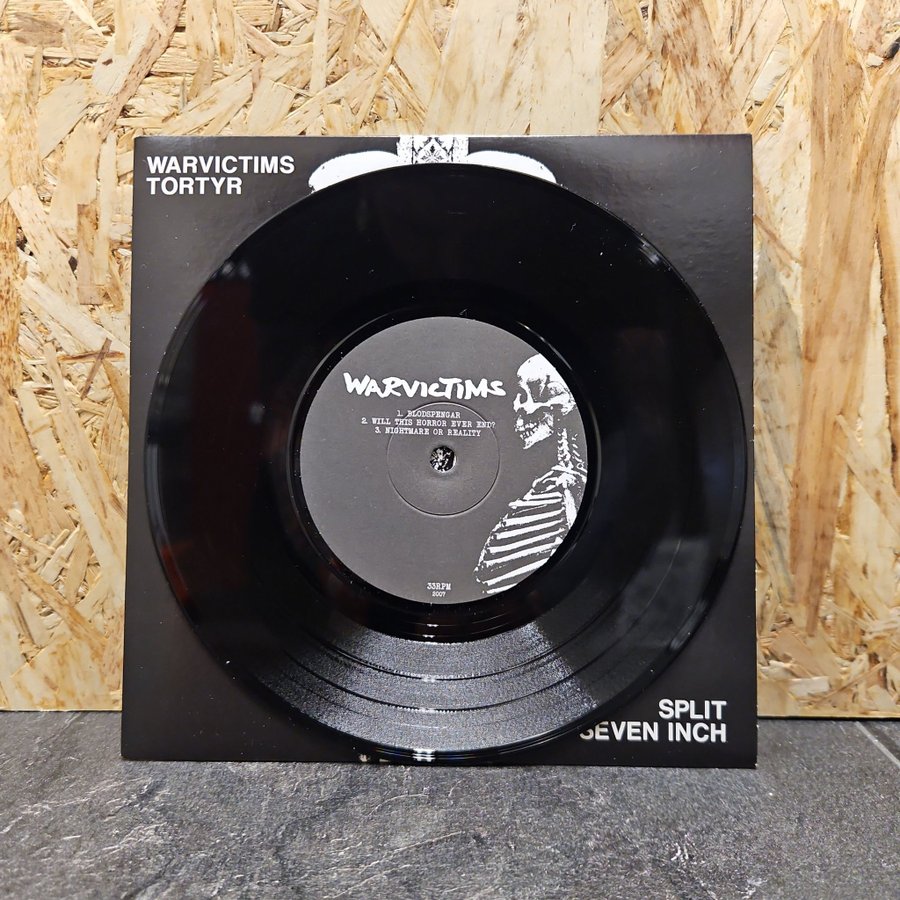 WARVICTIMS
TORTYR
WARVICTIMS
1. BLODSPENGAR
2. WILL THIS HORROR EVER END?
3. NIGHTMARE OR REALITY
33RPM
2007
SPLIT
SEVEN INCH